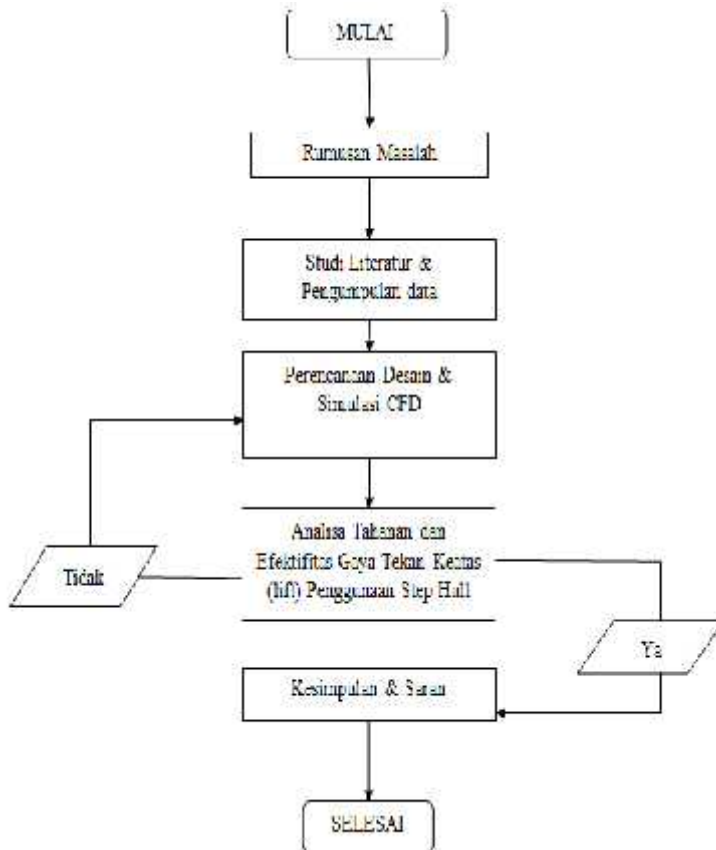 MULAI
Rumusan Masalah
Studi Literatur &
Pengumpulan data
Perencanaan Desain &
Simulasi CFD
Analisa Tahanan dan
Efektifitas Gaya Tekan Keatas
(lift) Penggunaan Step Hull
Tidak
Ya
Kesimpulan & Saran
SELESAI